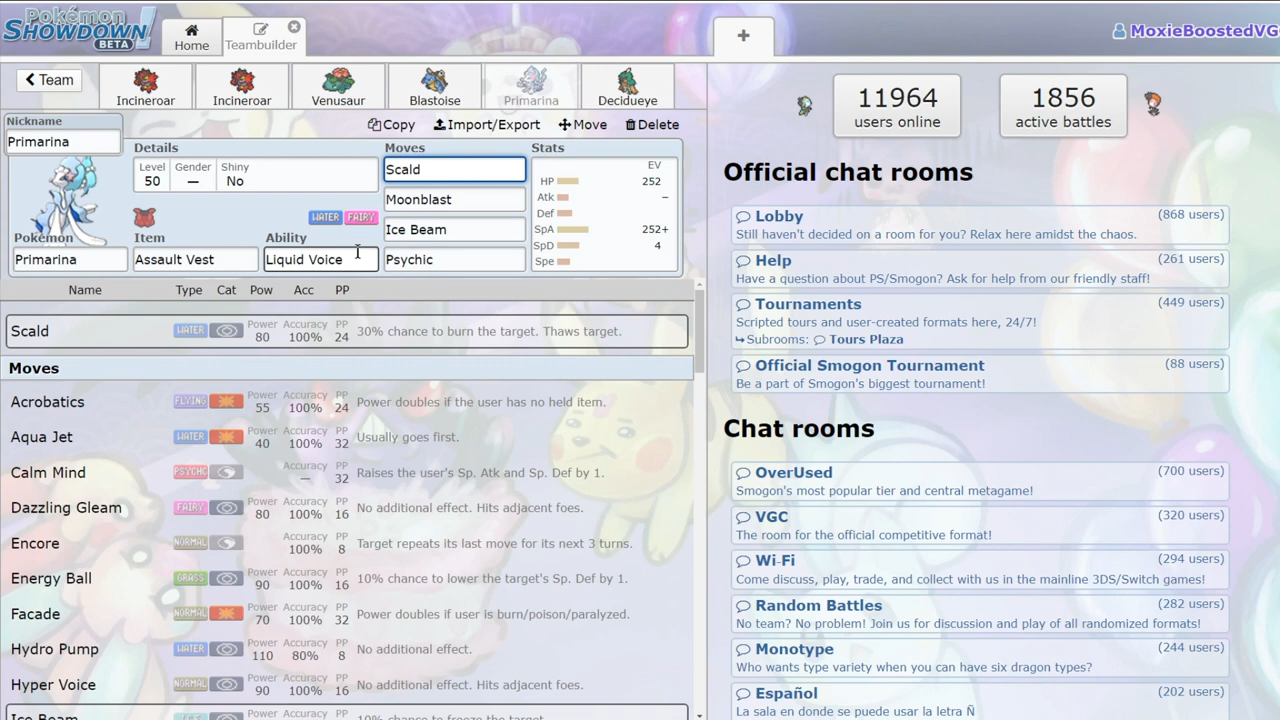 Pokémon
SHOWDOWN!
BETA
Home
Teambuilder
+
MoxieBoostedVG
Team
Incineroar
Incineroar
Venusaur
Blastoise
Primarina
Decidueye
Nickname
Primarina
Copy
Import/Export
Move
Delete
Details
Level
50
Gender
—
Shiny
No
WATER
FAIRY
Pokémon
Primarina
Item
Assault Vest
Ability
Liquid Voice
Moves
Scald
Moonblast
Ice Beam
Psychic
Stats
EV
HP 252
Atk –
Def
SpA 252+
SpD 4
Spe
Name Type Cat Pow Acc PP
Scald WATER Power 80 Accuracy 100% PP 24 30% chance to burn the target. Thaws target.
Moves
Acrobatics FLYING Power 55 Accuracy 100% PP 24 Power doubles if the user has no held item.
Aqua Jet WATER Power 40 Accuracy 100% PP 32 Usually goes first.
Calm Mind PSYCHC Accuracy — PP 32 Raises the user's Sp. Atk and Sp. Def by 1.
Dazzling Gleam FAIRY Power 80 Accuracy 100% PP 16 No additional effect. Hits adjacent foes.
Encore NORMAL Accuracy 100% PP 8 Target repeats its last move for its next 3 turns.
Energy Ball GRASS Power 90 Accuracy 100% PP 16 10% chance to lower the target's Sp. Def by 1.
Facade NORMAL Power 70 Accuracy 100% PP 32 Power doubles if user is burn/poison/paralyzed.
Hydro Pump WATER Power 110 Accuracy 80% PP 8 No additional effect.
Hyper Voice NORMAL Power 90 Accuracy 100% PP 16 No additional effect. Hits adjacent foes.
Ice Beam ICE Power Accuracy PP 10% chance to freeze the target.
11964
users online
1856
active battles
Official chat rooms
Lobby (868 users)
Still haven't decided on a room for you? Relax here amidst the chaos.
Help (261 users)
Have a question about PS/Smogon? Ask for help from our friendly staff!
Tournaments (449 users)
Scripted tours and user-created formats here, 24/7!
Subrooms: Tours Plaza
Official Smogon Tournament (88 users)
Be a part of Smogon's biggest tournament!
Chat rooms
OverUsed (700 users)
Smogon's most popular tier and central metagame!
VGC (320 users)
The room for the official competitive format!
Wi-Fi (294 users)
Come discuss, play, trade, and collect with us in the mainline 3DS/Switch games!
Random Battles (282 users)
No team? No problem! Join us for discussion and play of all randomized formats!
Monotype (244 users)
Who wants type variety when you can have six dragon types?
Español (202 users)
La sala en donde se puede usar la letra Ñ